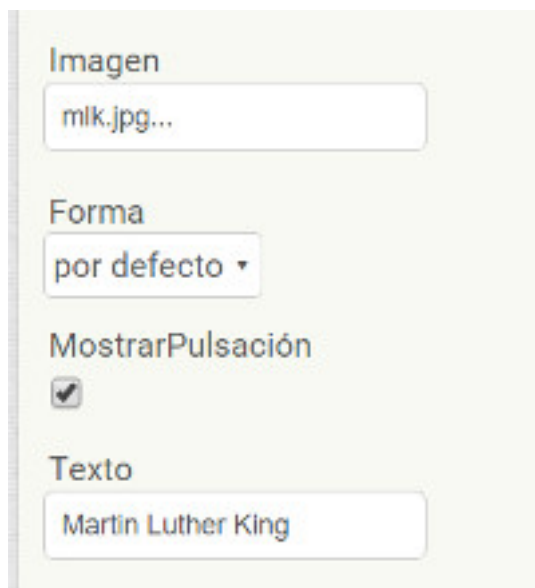 Imagen
mlk.jpg...
Forma
por defecto
MostrarPulsación
Texto
Martin Luther King